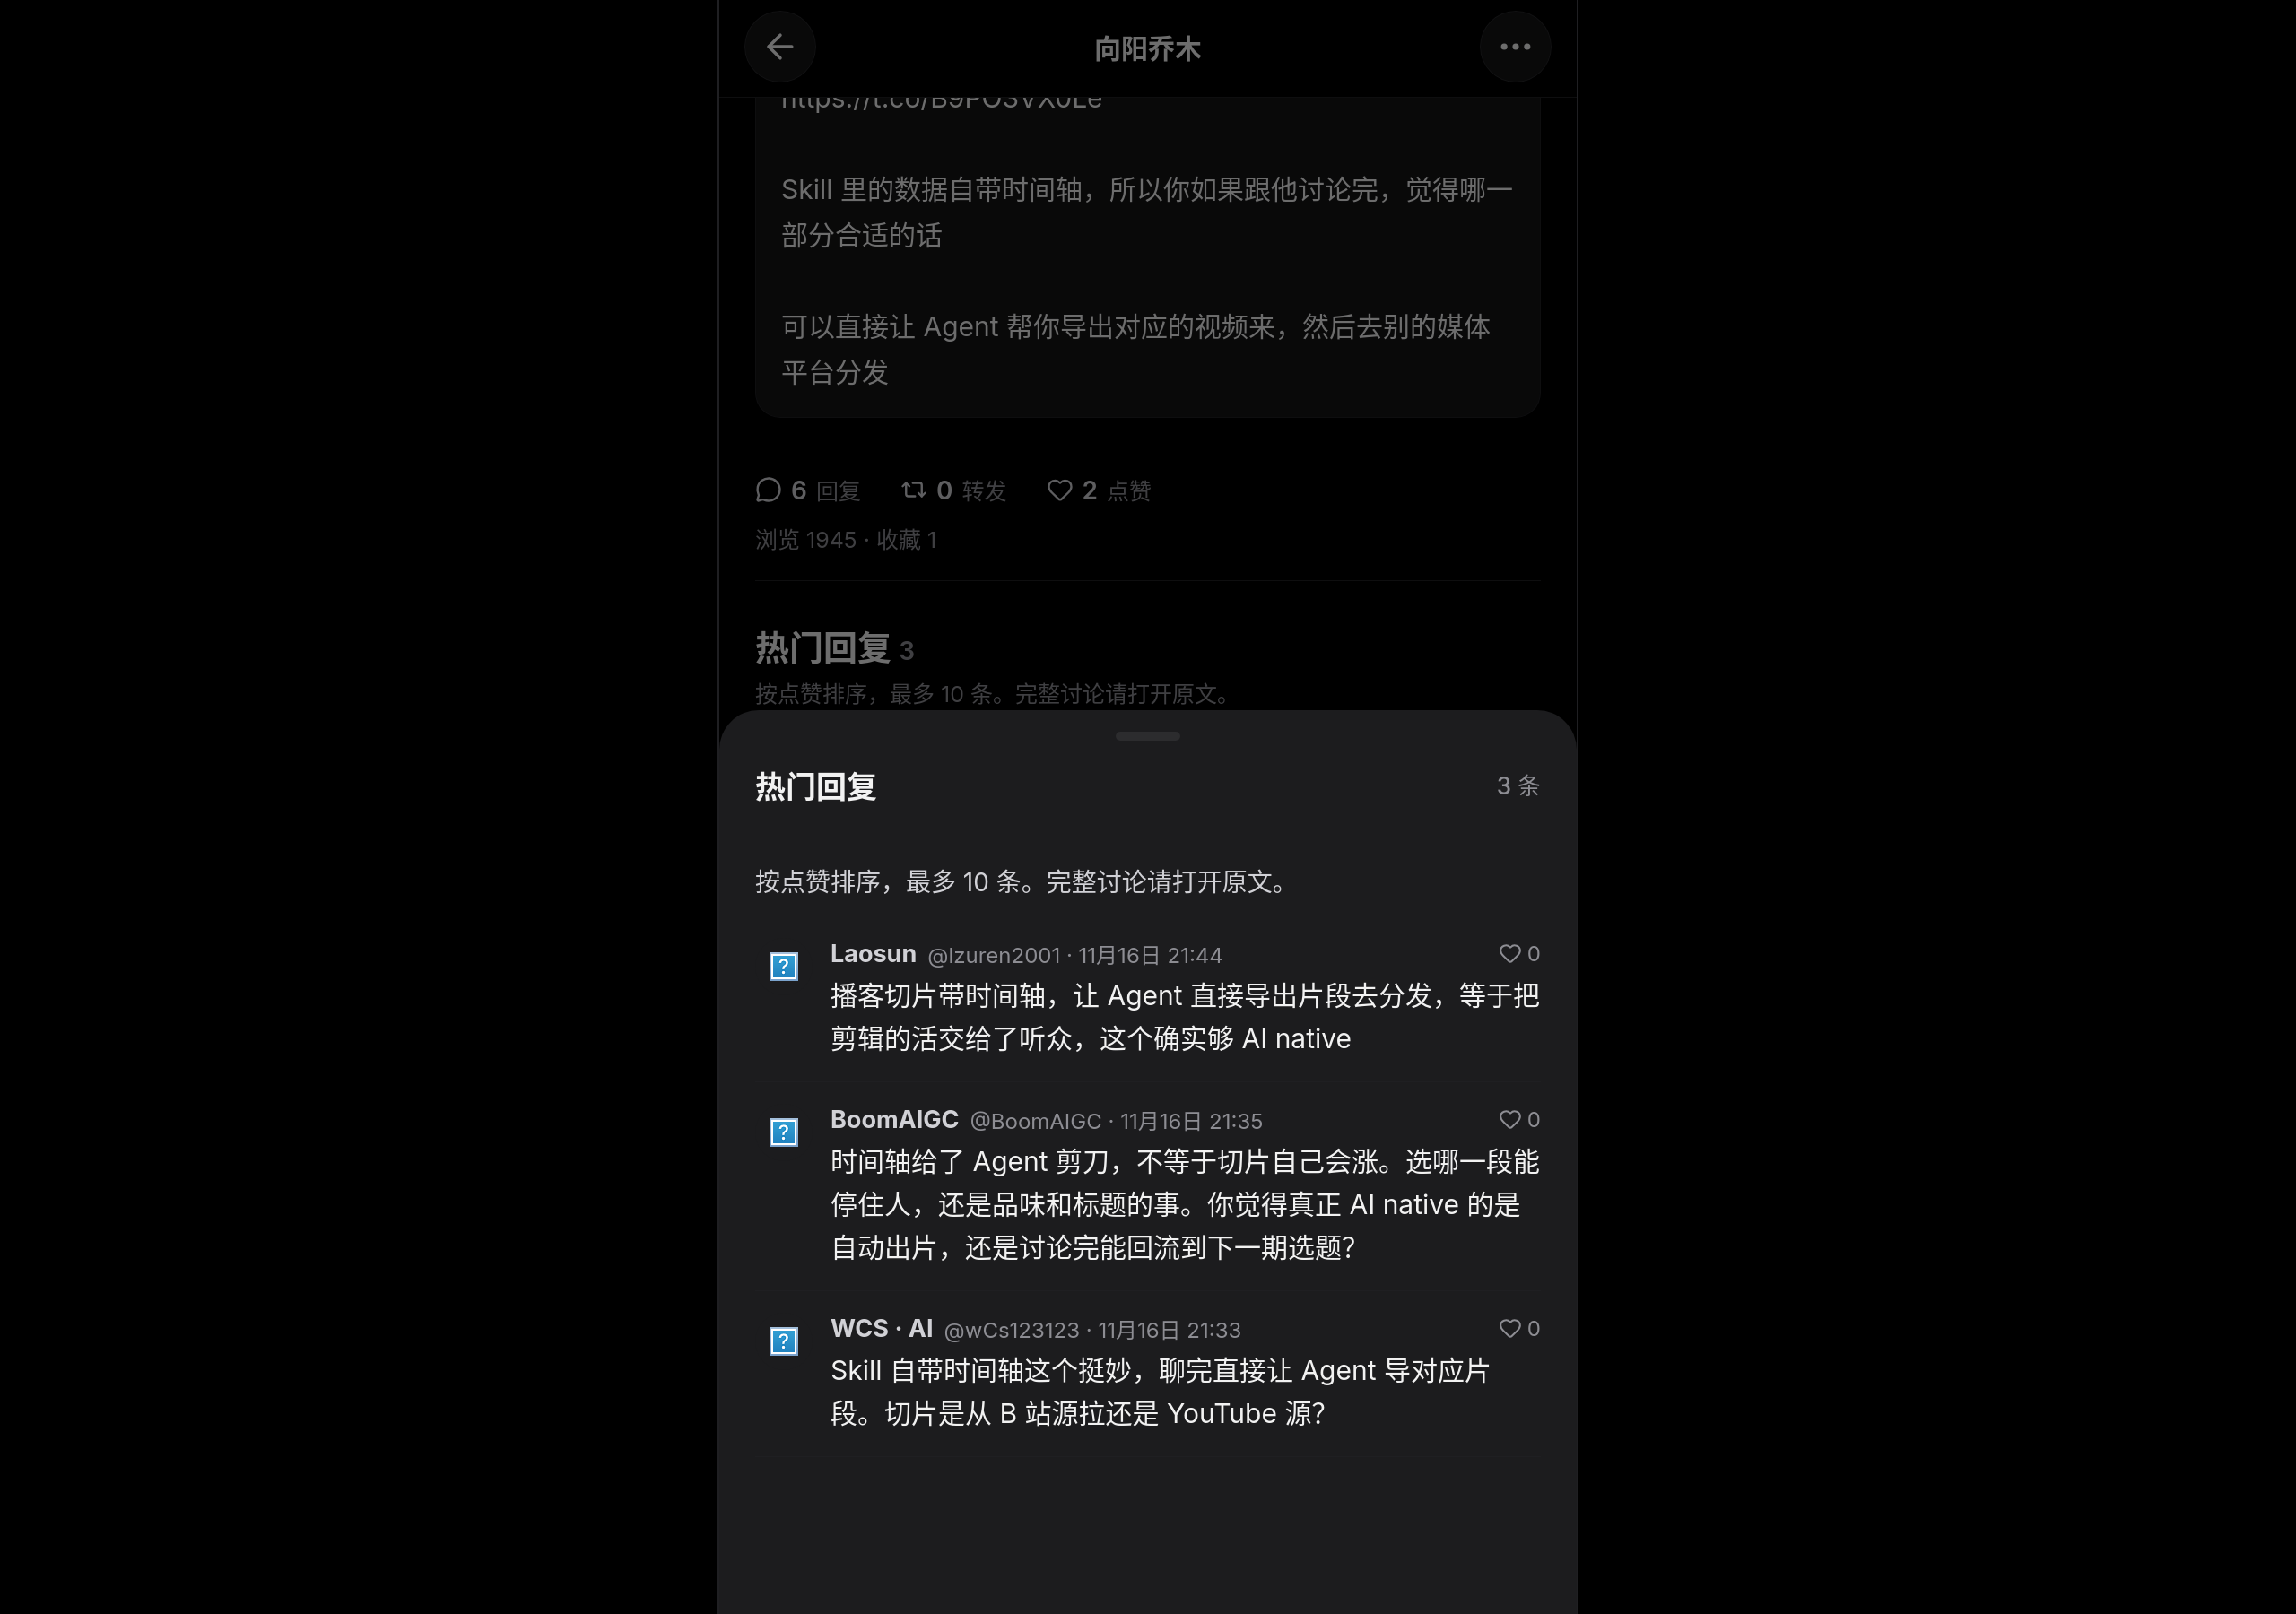 向阳乔木
https://t.co/B9PO3VX0Le
Skill 里的数据自带时间轴，所以你如果跟他讨论完，觉得哪一
部分合适的话
可以直接让 Agent 帮你导出对应的视频来，然后去别的媒体
平台分发
6 回复 0 转发 2 点赞
浏览 1945 · 收藏 1
热门回复 3
按点赞排序，最多 10 条。完整讨论请打开原文。
热门回复 3 条
按点赞排序，最多 10 条。完整讨论请打开原文。
Laosun @lzuren2001 · 11月16日 21:44 0
播客切片带时间轴，让 Agent 直接导出片段去分发，等于把
剪辑的活交给了听众，这个确实够 AI native
BoomAIGC @BoomAIGC · 11月16日 21:35 0
时间轴给了 Agent 剪刀，不等于切片自己会涨。选哪一段能
停住人，还是品味和标题的事。你觉得真正 AI native 的是
自动出片，还是讨论完能回流到下一期选题？
WCS · AI @wCs123123 · 11月16日 21:33 0
Skill 自带时间轴这个挺妙，聊完直接让 Agent 导对应片
段。切片是从 B 站源拉还是 YouTube 源？